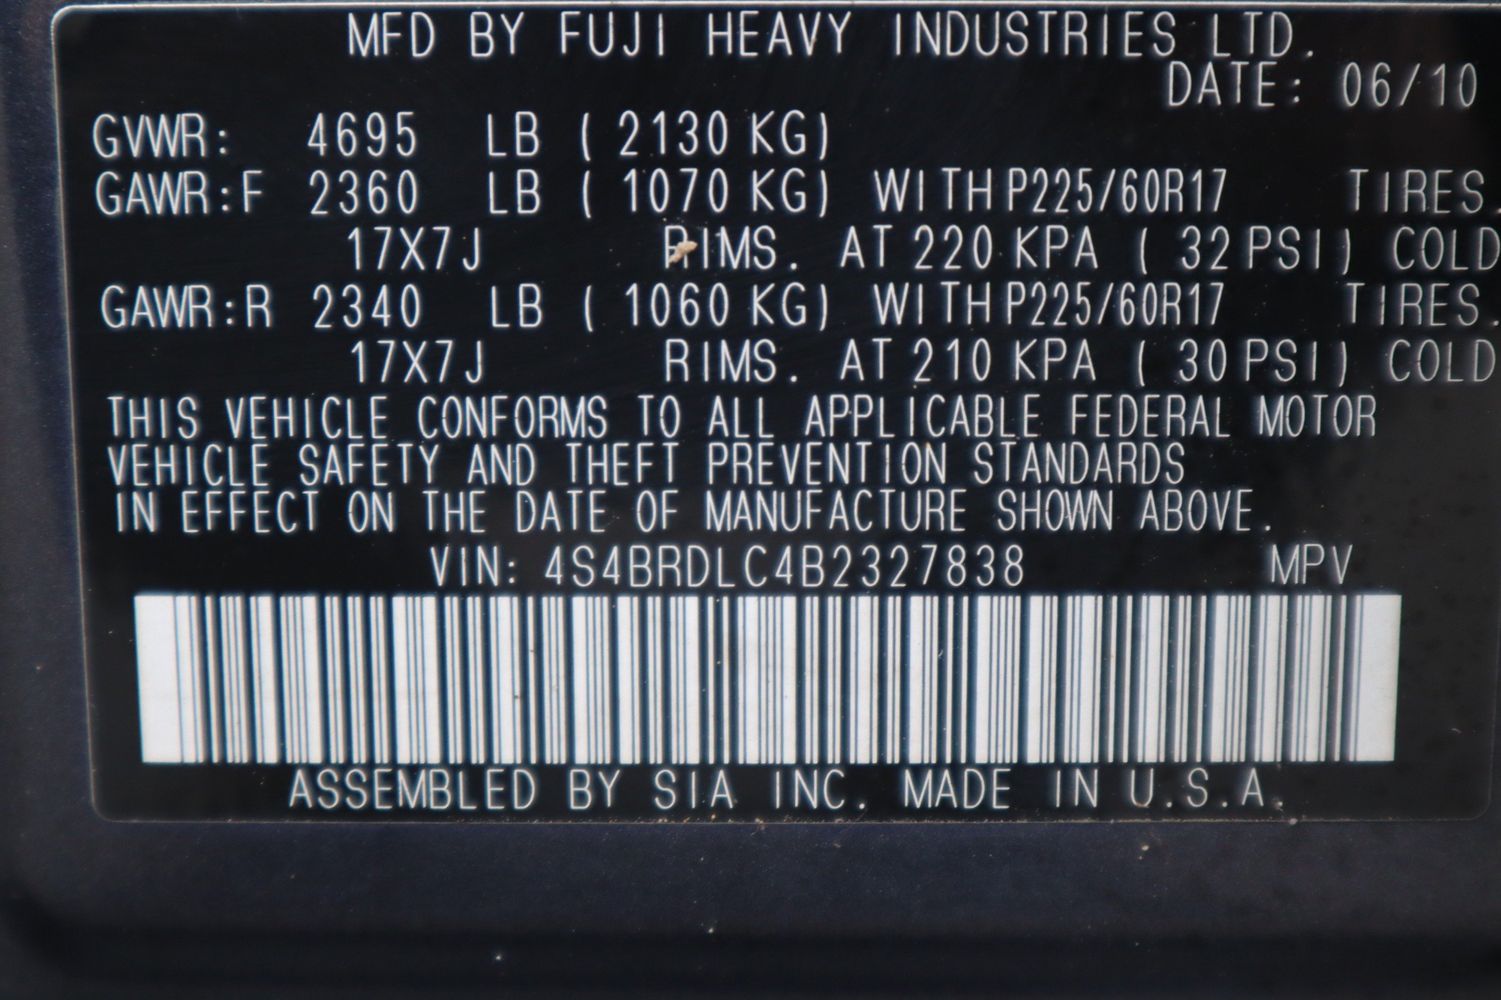 MFD BY FUJI HEAVY INDUSTRIES LTD.
DATE: 06/10
GVWR: 4695 LB ( 2130 KG)
GAWR:F 2360 LB ( 1070 KG) WITH P225/60R17 TIRES.
17X7J RIMS. AT 220 KPA ( 32 PSI) COLD
GAWR:R 2340 LB ( 1060 KG) WITH P225/60R17 TIRES.
17X7J RIMS. AT 210 KPA ( 30 PSI) COLD
THIS VEHICLE CONFORMS TO ALL APPLICABLE FEDERAL MOTOR
VEHICLE SAFETY AND THEFT PREVENTION STANDARDS
IN EFFECT ON THE DATE OF MANUFACTURE SHOWN ABOVE.
VIN: 4S4BRDLC4B2327838 MPV
ASSEMBLED BY SIA INC. MADE IN U.S.A.